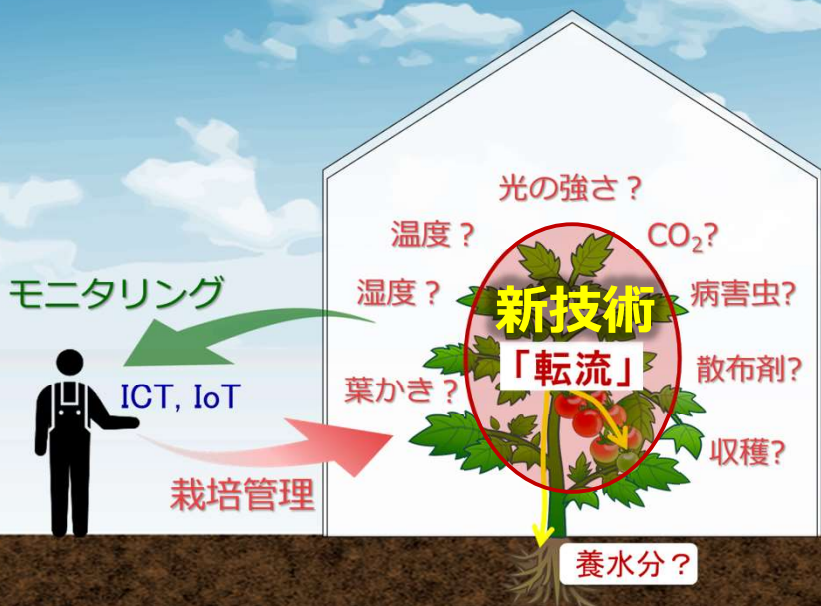 光の強さ？
温度？
CO₂?
モニタリング
湿度？
新技術
病害虫?
「転流」
散布剤?
ICT, IoT
葉かき？
収穫?
栽培管理
養水分？